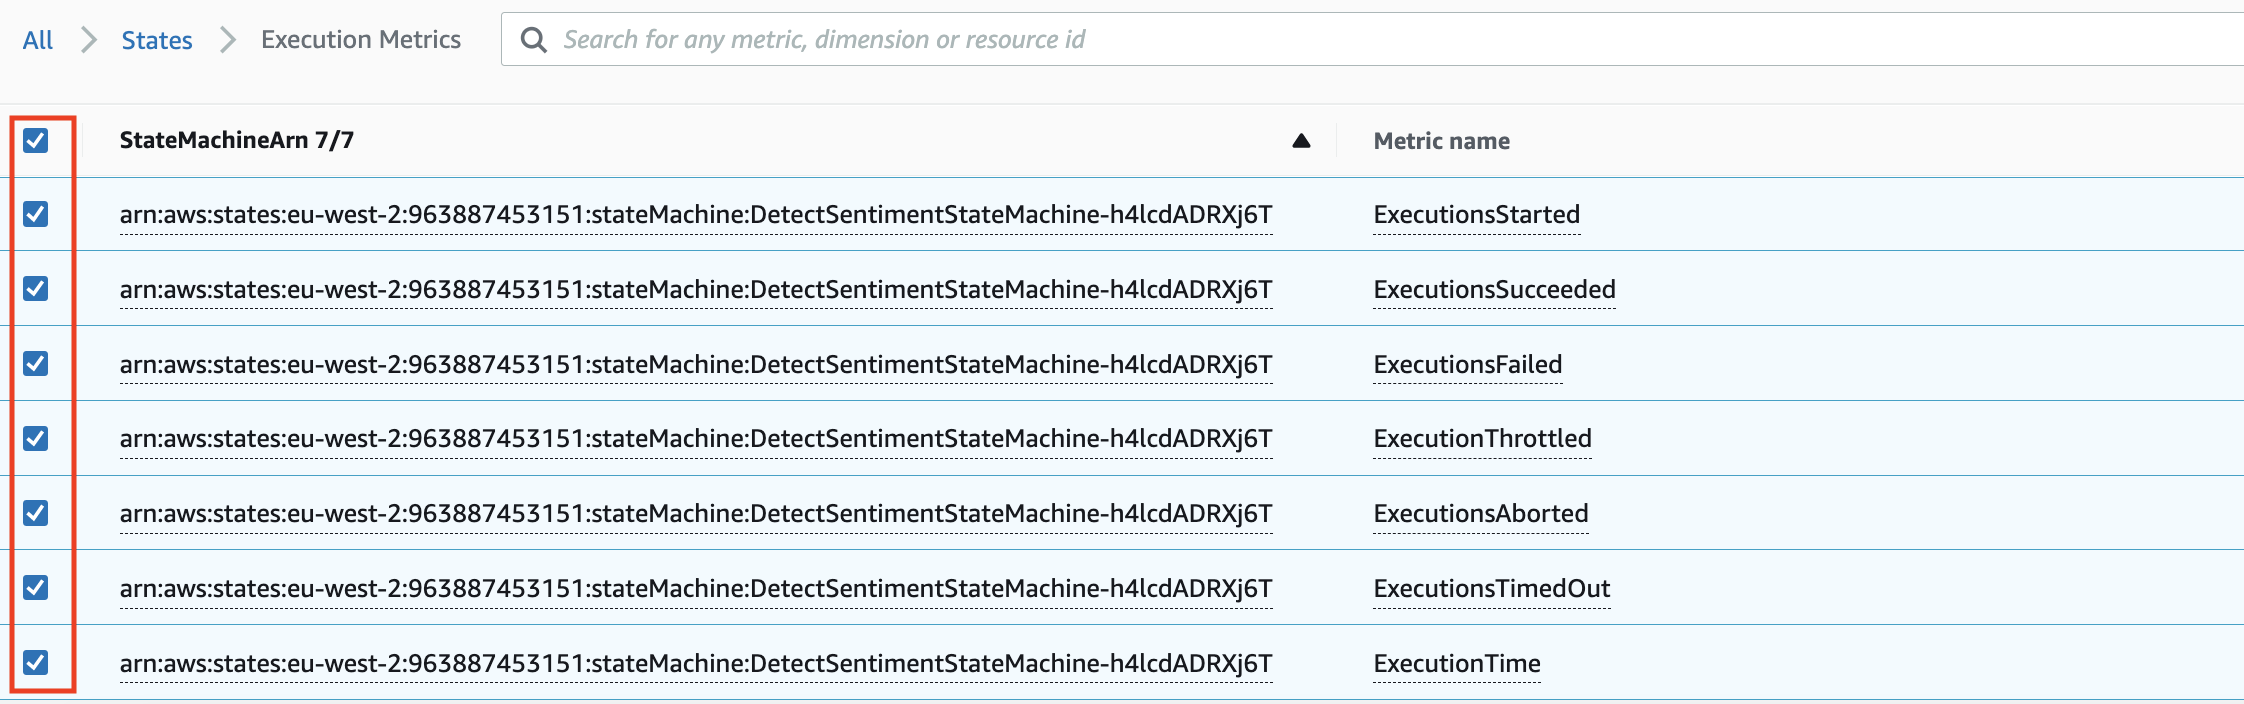 All > States > Execution Metrics Search for any metric, dimension or resource id
StateMachineArn 7/7 Metric name
arn:aws:states:eu-west-2:963887453151:stateMachine:DetectSentimentStateMachine-h4lcdADRXj6T ExecutionsStarted
arn:aws:states:eu-west-2:963887453151:stateMachine:DetectSentimentStateMachine-h4lcdADRXj6T ExecutionsSucceeded
arn:aws:states:eu-west-2:963887453151:stateMachine:DetectSentimentStateMachine-h4lcdADRXj6T ExecutionsFailed
arn:aws:states:eu-west-2:963887453151:stateMachine:DetectSentimentStateMachine-h4lcdADRXj6T ExecutionThrottled
arn:aws:states:eu-west-2:963887453151:stateMachine:DetectSentimentStateMachine-h4lcdADRXj6T ExecutionsAborted
arn:aws:states:eu-west-2:963887453151:stateMachine:DetectSentimentStateMachine-h4lcdADRXj6T ExecutionsTimedOut
arn:aws:states:eu-west-2:963887453151:stateMachine:DetectSentimentStateMachine-h4lcdADRXj6T ExecutionTime